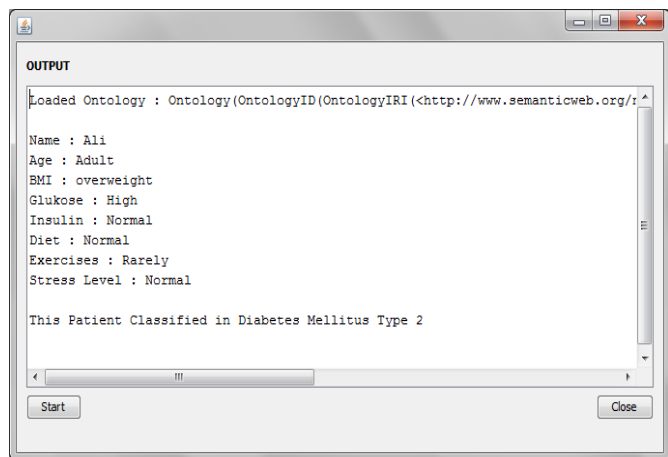 OUTPUT
Loaded Ontology : Ontology(OntologyID(OntologyIRI(<http://www.semanticweb.org/
Name : Ali
Age : Adult
BMI : overweight
Glukose : High
Insulin : Normal
Diet : Normal
Exercises : Rarely
Stress Level : Normal
This Patient Classified in Diabetes Mellitus Type 2
Start
Close